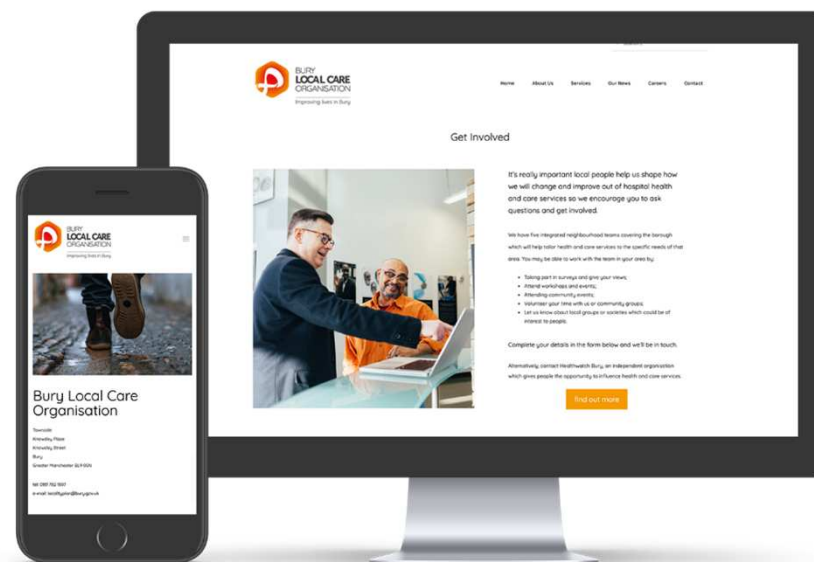 BURY
LOCAL CARE
ORGANISATION
Improving lives in Bury
Home About Us Services Our News Careers Contact
Get Involved
It's really important local people help us shape how
we will change and improve out of hospital health
and care services so we encourage you to ask
questions and get involved.
We have five integrated neighbourhood teams covering the borough
which will help tailor health and care services to the specific needs of that
area. You may be able to work with the team in your area by:
Taking part in surveys and give your views;
Attend workshops and events;
Attending community events;
Volunteer your time with us or community groups;
Let us know about local groups or societies which could be of
interest to people.
Complete your details in the form below and we'll be in touch.
Alternatively, contact Healthwatch Bury, an independent organisation
which gives people the opportunity to influence health and care services.
find out more
BURY
LOCAL CARE
ORGANISATION
Improving lives in Bury
Bury Local Care
Organisation
Townside
Knowsley Place
Knowsley Street
Bury
Greater Manchester